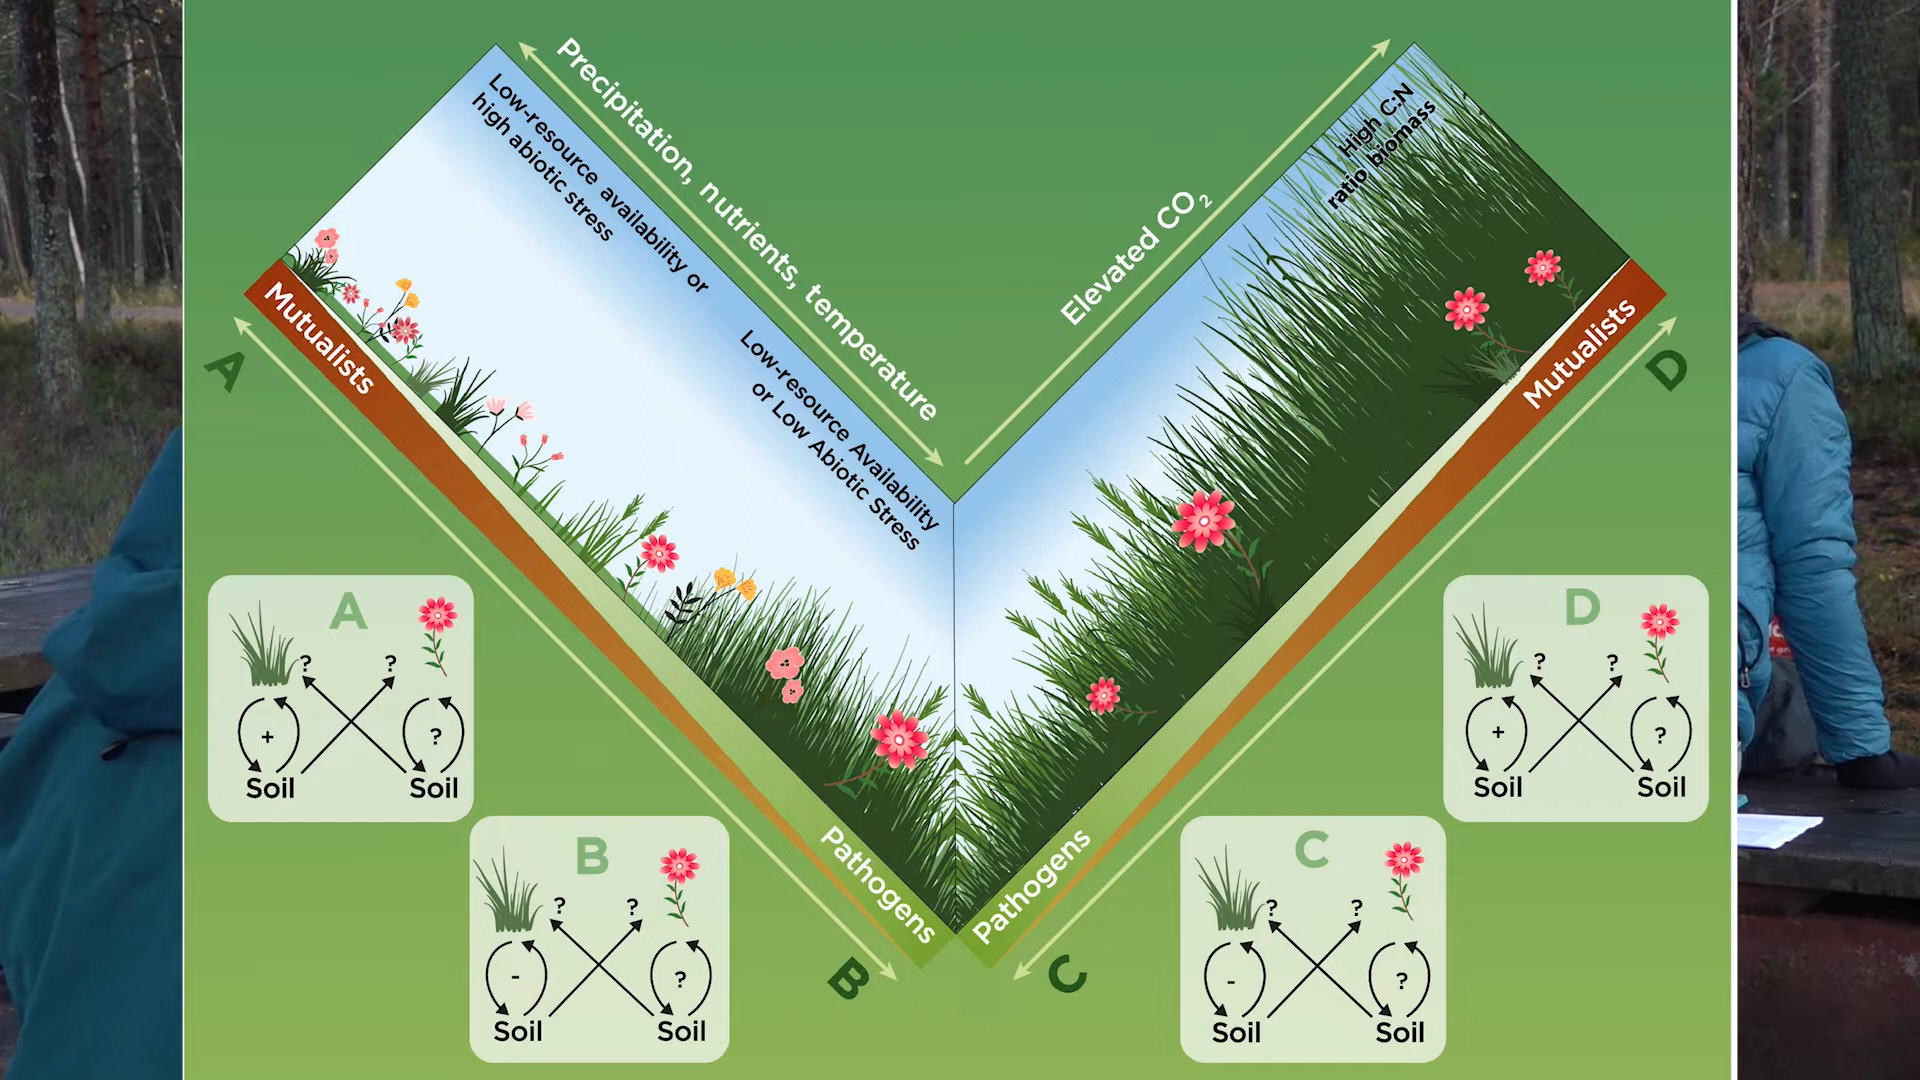 Precipitation, nutrients, temperature
Low-resource availability or
high abiotic stress
Low-resource Availability
or Low Abiotic Stress
Elevated CO₂
High C:N
ratio biomass
Mutualists
Pathogens
Pathogens
Mutualists
A
B
C
D
A
? ?
+ ?
Soil Soil
B
? ?
- ?
Soil Soil
C
? ?
- ?
Soil Soil
D
? ?
+ ?
Soil Soil